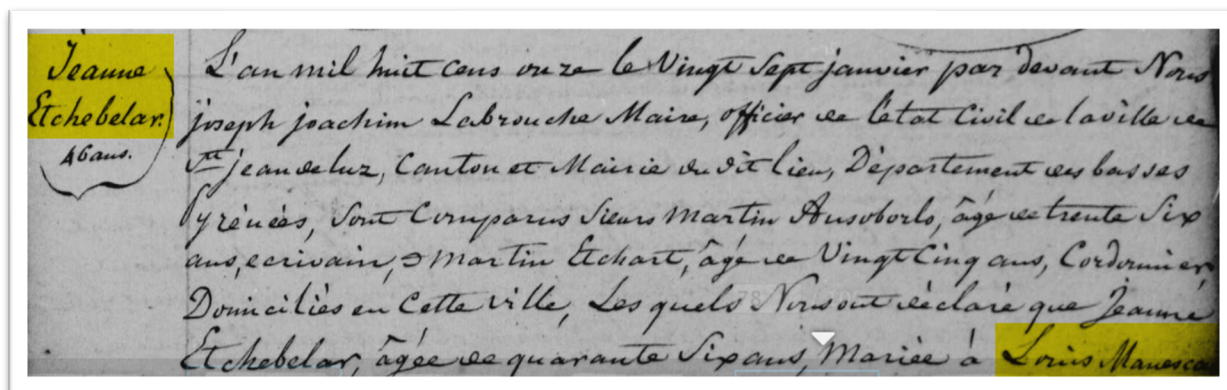 Jeanne
Etchebelar.
46 ans.
L'an mil huit cens onze le Vingt Sept janvier par devant Nous
joseph joachim Labrouche Maire, officier de l'état Civil de la ville de
St jean de luz, Canton et Mairie du dit lieu, Département des basses
Pyrénées, Sont Comparus Sieurs Martin Ansoborlo, âgé de trente Six
ans, ecrivain, & Martin Etchart, âgé de Vingt Cinq ans, Cordonnier,
Domiciliés en Cette ville, Les quels Nous ont déclaré que Jeanne
Etchebelar, âgée de quarante Six ans, Mariée à Louis Manesca